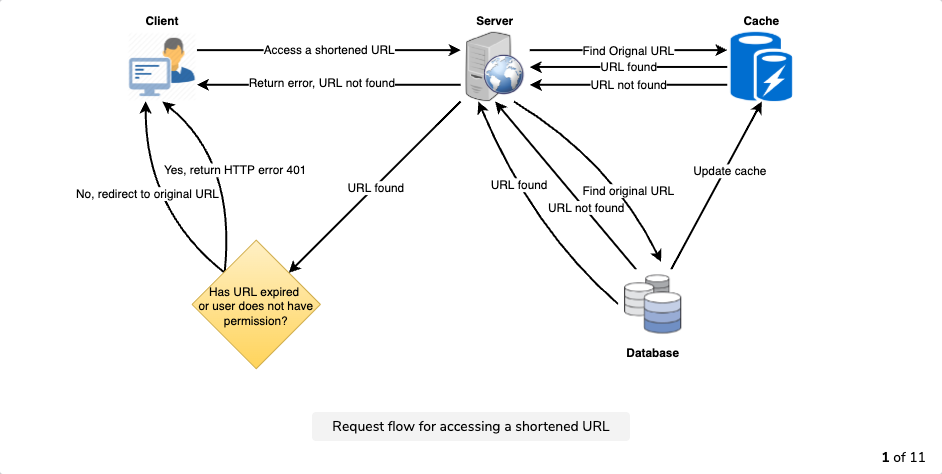 Client
Server
Cache
Access a shortened URL
Find Orignal URL
URL found
Return error, URL not found
URL not found
Yes, return HTTP error 401
Update cache
No, redirect to original URL
URL found
URL found
Find original URL
URL not found
Has URL expired
or user does not have
permission?
Database
Request flow for accessing a shortened URL
1 of 11